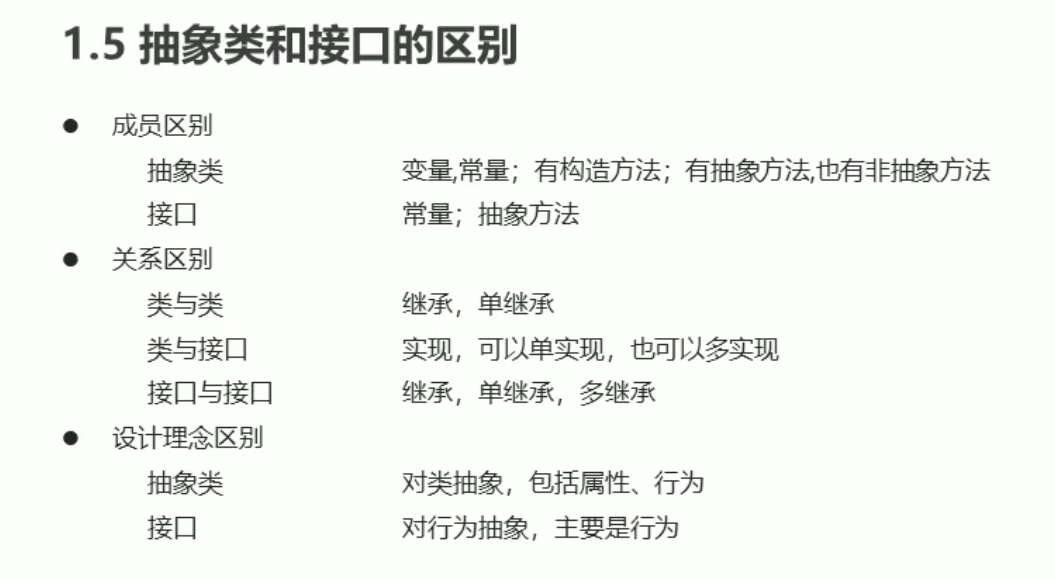 1.5 抽象类和接口的区别
● 成员区别
抽象类 变量,常量；有构造方法；有抽象方法,也有非抽象方法
接口 常量；抽象方法
● 关系区别
类与类 继承，单继承
类与接口 实现，可以单实现，也可以多实现
接口与接口 继承，单继承，多继承
● 设计理念区别
抽象类 对类抽象，包括属性、行为
接口 对行为抽象，主要是行为